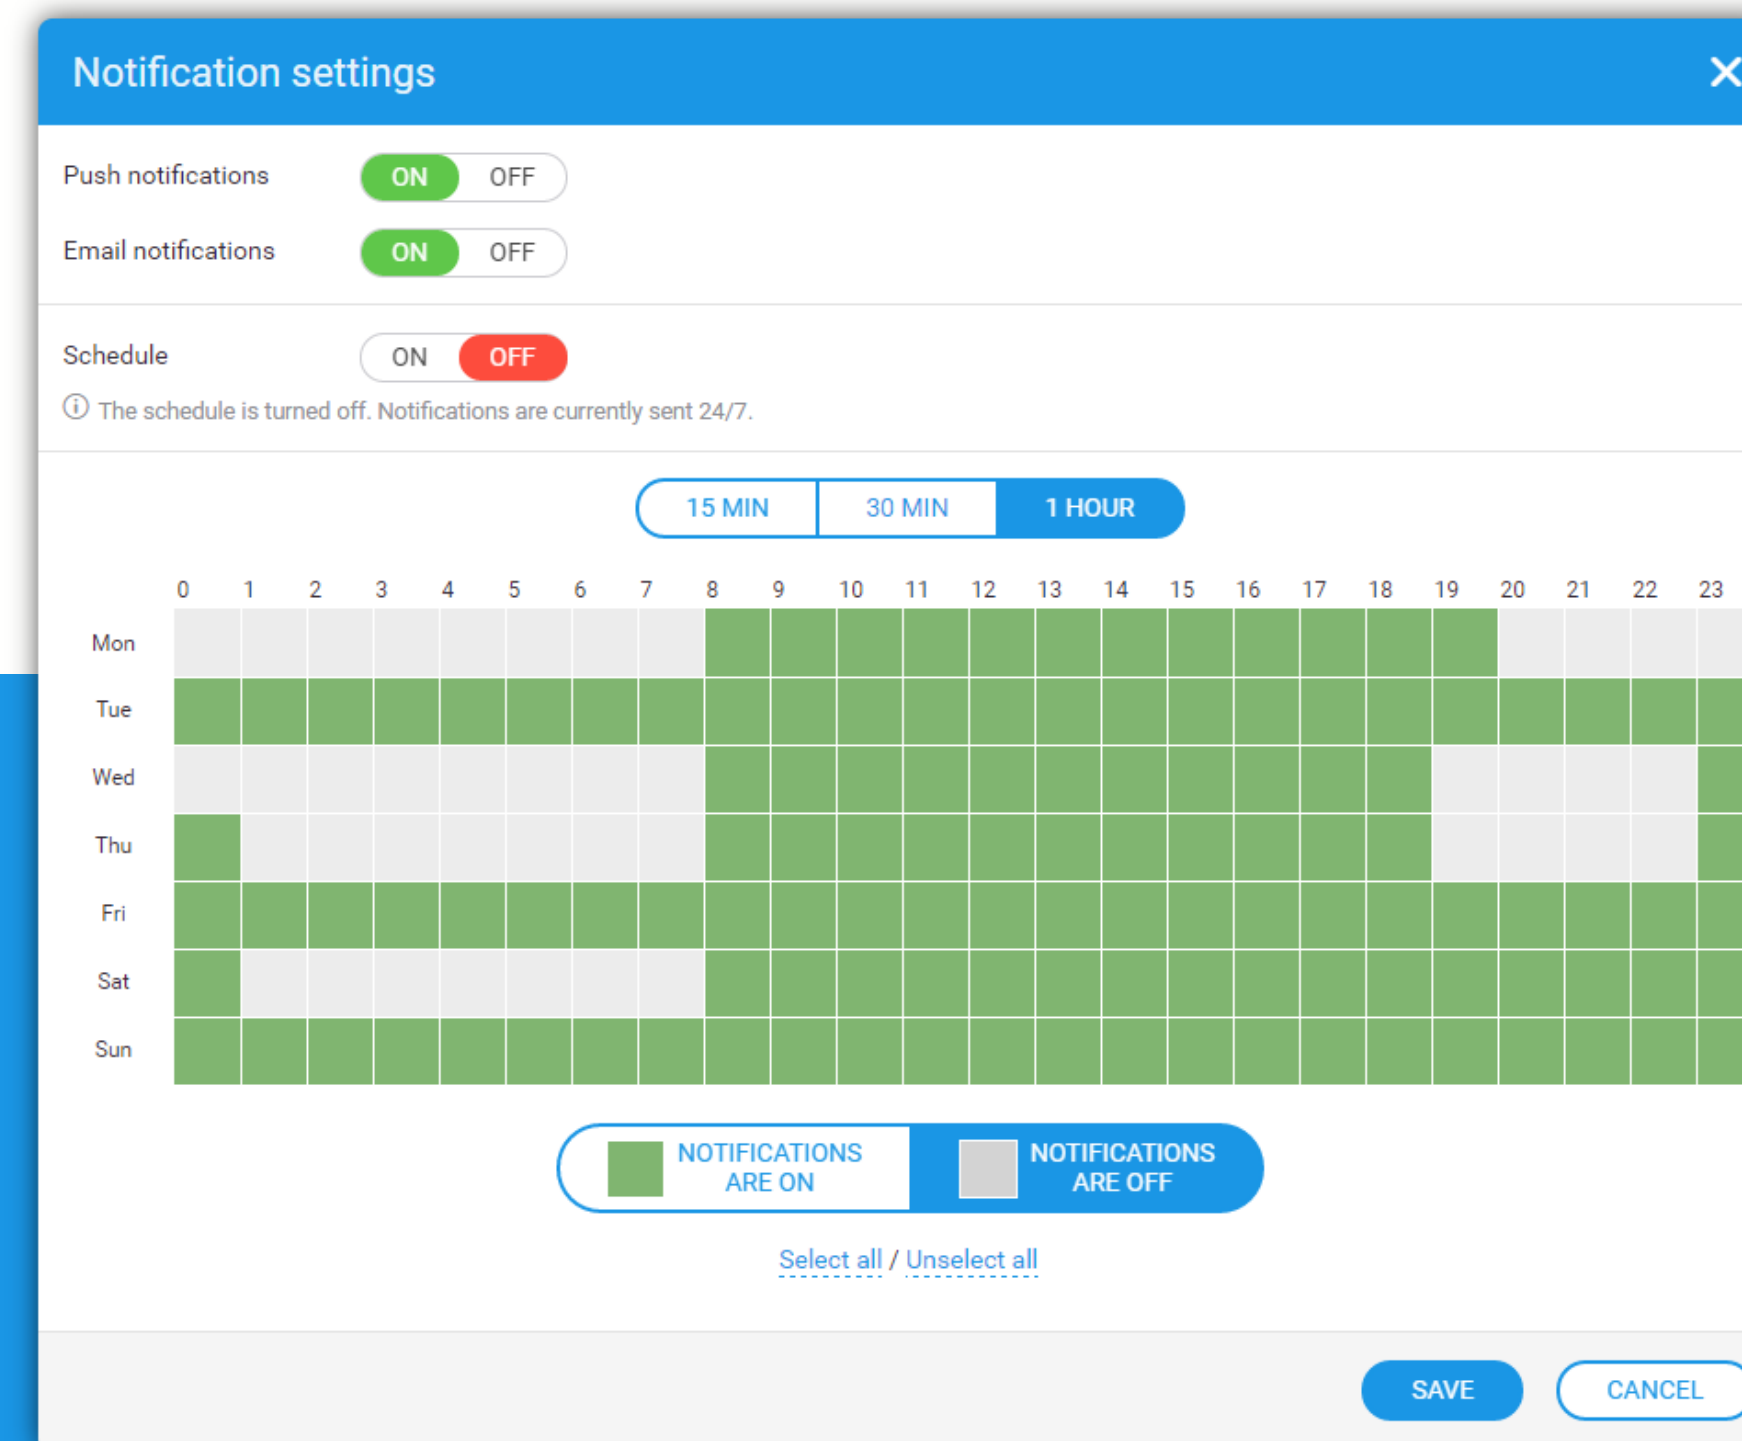 Notification settings
Push notifications ON OFF
Email notifications ON OFF
Schedule ON OFF
The schedule is turned off. Notifications are currently sent 24/7.
15 MIN 30 MIN 1 HOUR
0 1 2 3 4 5 6 7 8 9 10 11 12 13 14 15 16 17 18 19 20 21 22 23
Mon
Tue
Wed
Thu
Fri
Sat
Sun
NOTIFICATIONS ARE ON
NOTIFICATIONS ARE OFF
Select all / Unselect all
SAVE CANCEL